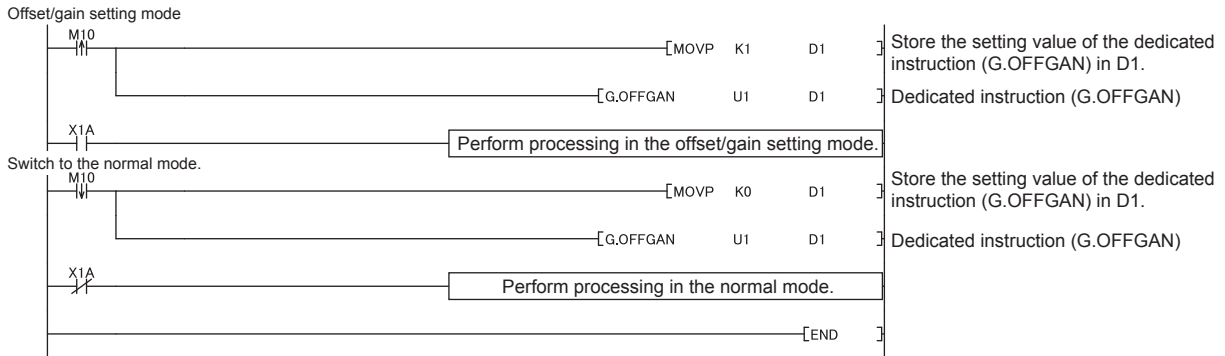 Offset/gain setting mode
M10
MOVP K1 D1
Store the setting value of the dedicated
instruction (G.OFFGAN) in D1.
G.OFFGAN U1 D1
Dedicated instruction (G.OFFGAN)
X1A
Perform processing in the offset/gain setting mode.
Switch to the normal mode.
M10
MOVP K0 D1
Store the setting value of the dedicated
instruction (G.OFFGAN) in D1.
G.OFFGAN U1 D1
Dedicated instruction (G.OFFGAN)
X1A
Perform processing in the normal mode.
END